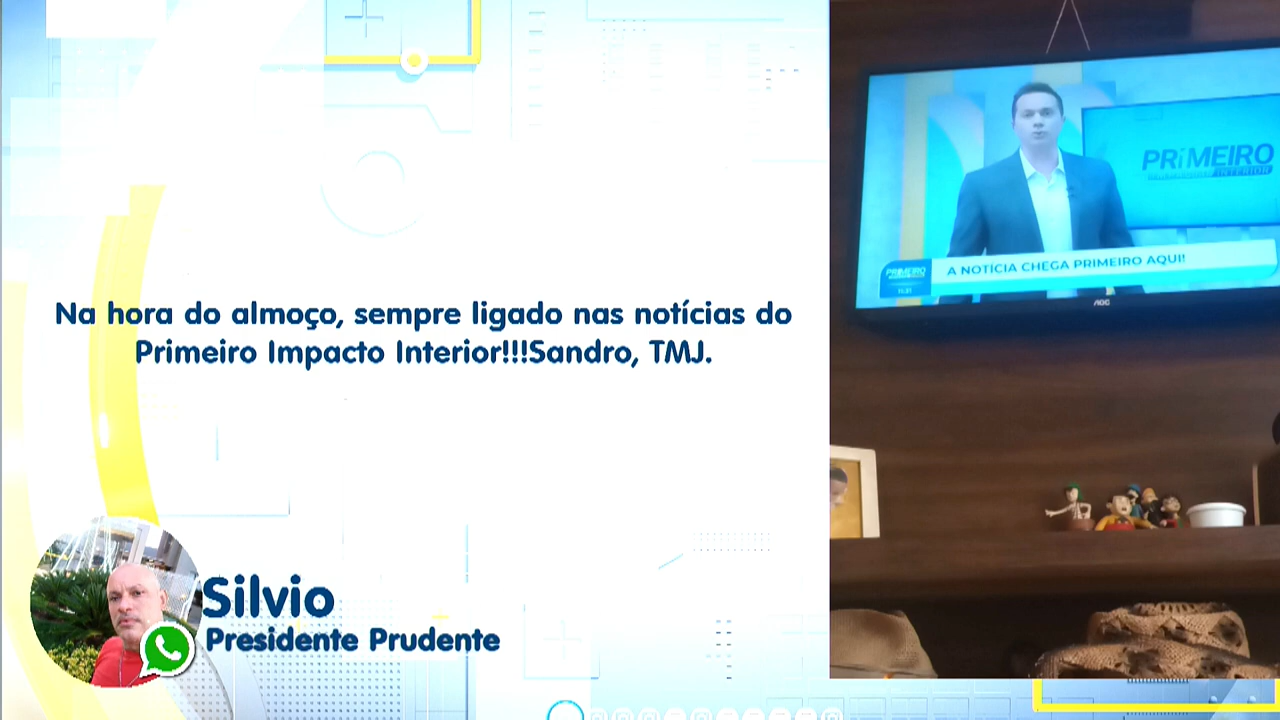 Na hora do almoço, sempre ligado nas notícias do
Primeiro Impacto Interior!!!Sandro, TMJ.
Silvio
Presidente Prudente
PRiMEIRO
INTERIOR
PRiMEIRO
A NOTÍCIA CHEGA PRIMEIRO AQUI!
AOC